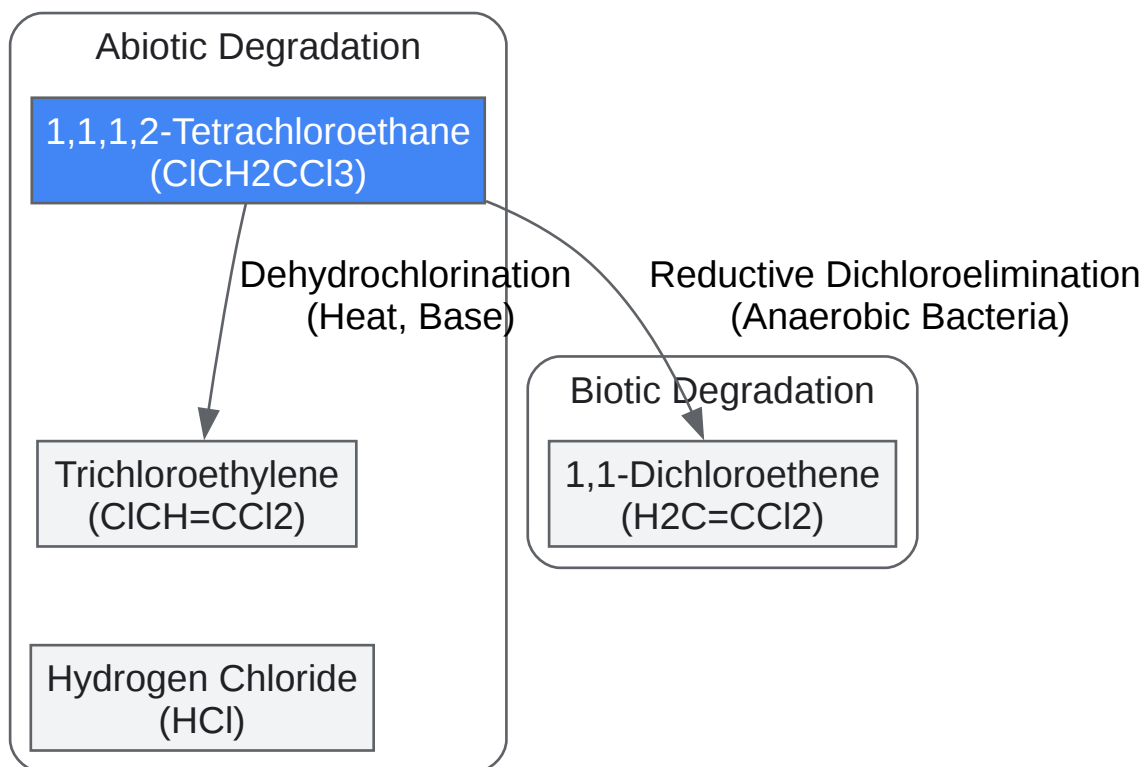 Abiotic Degradation
1,1,1,2-Tetrachloroethane
(ClCH2CCl3)
Dehydrochlorination
(Heat, Base)
Reductive Dichloroelimination
(Anaerobic Bacteria)
Biotic Degradation
Trichloroethylene
(ClCH=CCl2)
1,1-Dichloroethene
(H2C=CCl2)
Hydrogen Chloride
(HCl)